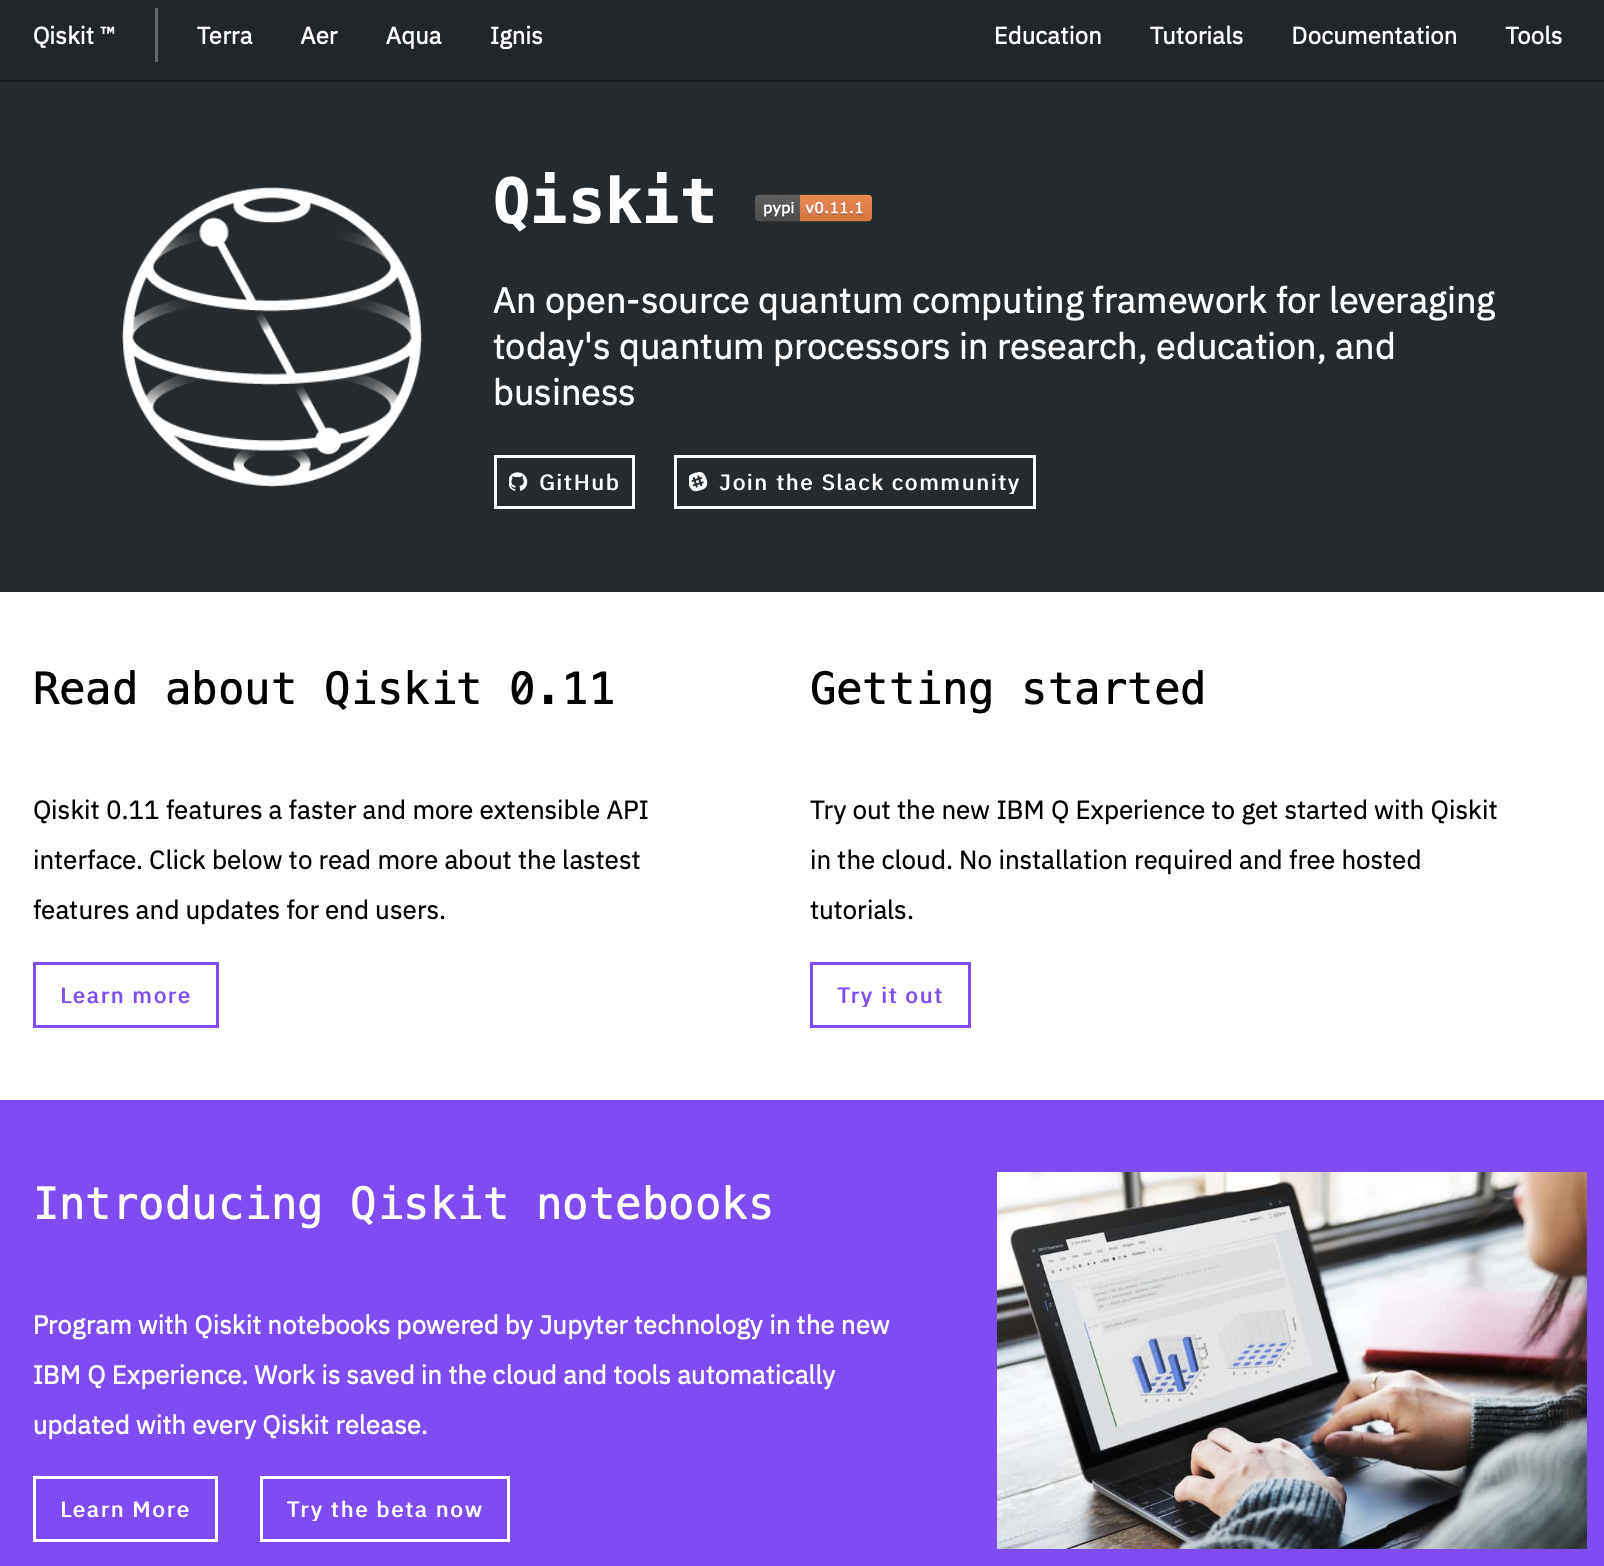 Qiskit ™ Terra Aer Aqua Ignis Education Tutorials Documentation Tools
Qiskit pypi v0.11.1
An open-source quantum computing framework for leveraging
today's quantum processors in research, education, and
business
GitHub Join the Slack community
Read about Qiskit 0.11
Qiskit 0.11 features a faster and more extensible API
interface. Click below to read more about the lastest
features and updates for end users.
Learn more
Getting started
Try out the new IBM Q Experience to get started with Qiskit
in the cloud. No installation required and free hosted
tutorials.
Try it out
Introducing Qiskit notebooks
Program with Qiskit notebooks powered by Jupyter technology in the new
IBM Q Experience. Work is saved in the cloud and tools automatically
updated with every Qiskit release.
Learn More Try the beta now